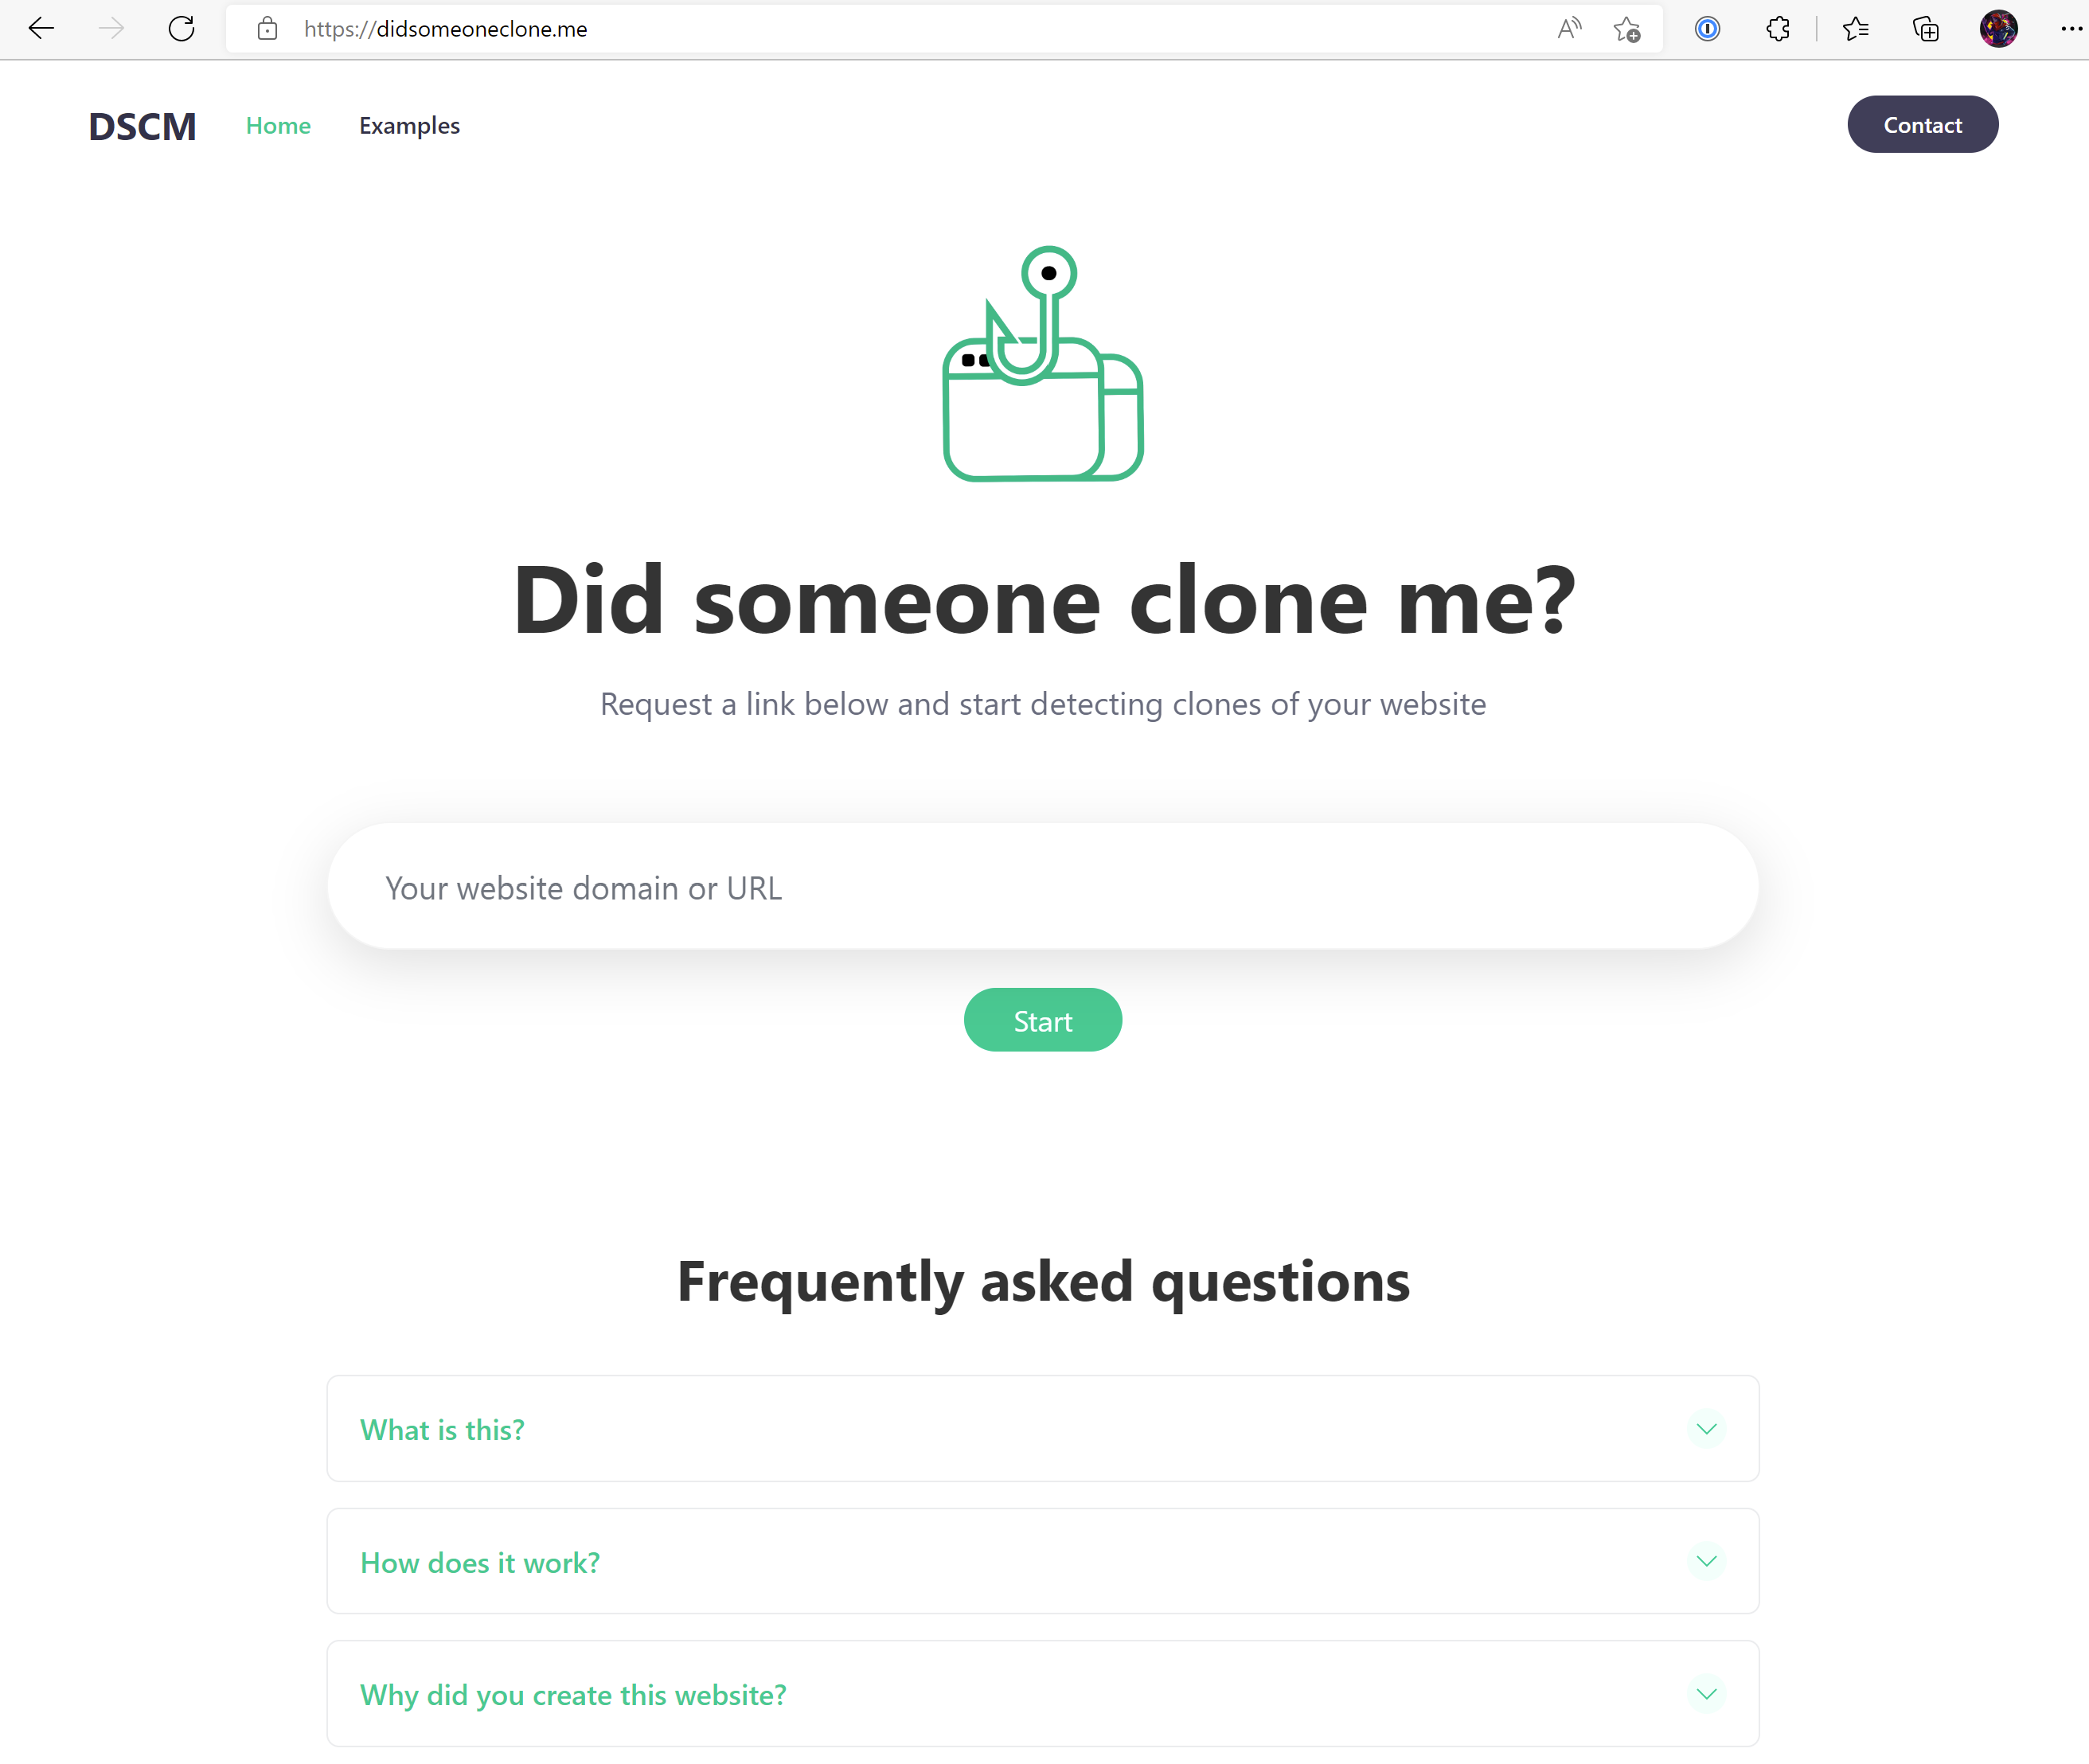 https://didsomeoneclone.me
DSCM Home Examples Contact
Did someone clone me?
Request a link below and start detecting clones of your website
Your website domain or URL
Start
Frequently asked questions
What is this?
How does it work?
Why did you create this website?